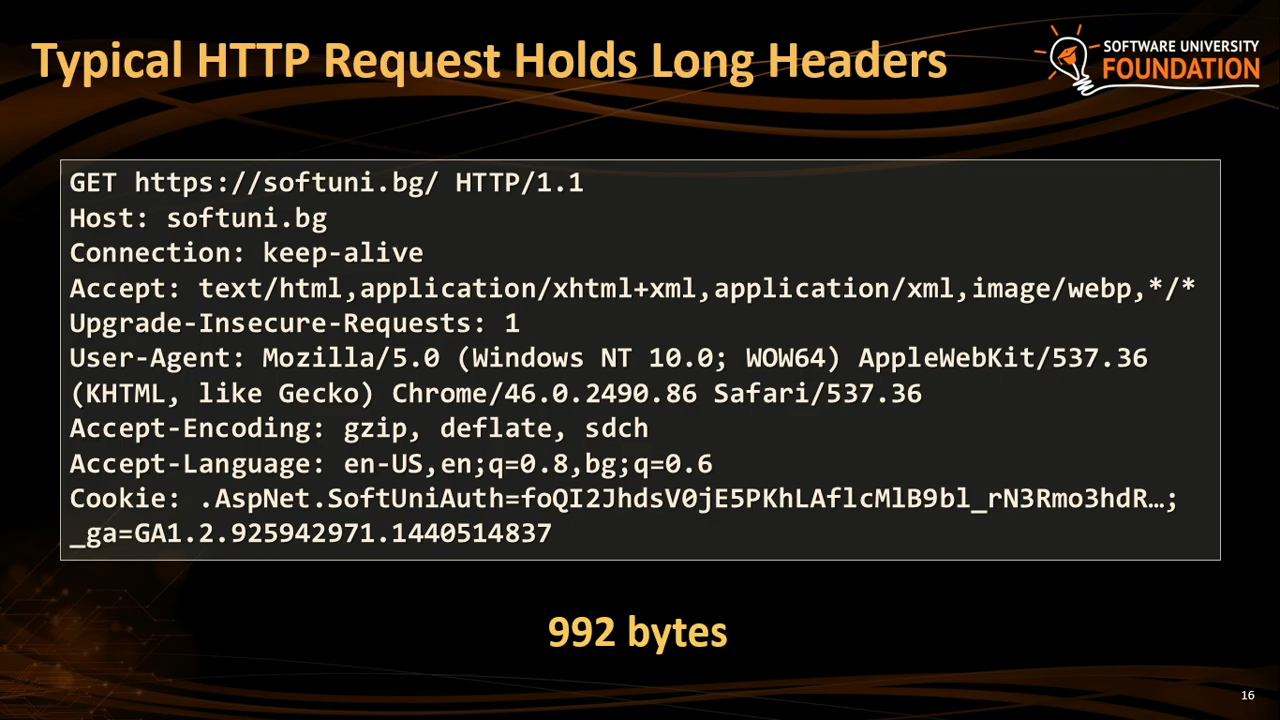 Typical HTTP Request Holds Long Headers
SOFTWARE UNIVERSITY
FOUNDATION
GET https://softuni.bg/ HTTP/1.1
Host: softuni.bg
Connection: keep-alive
Accept: text/html,application/xhtml+xml,application/xml,image/webp,*/*
Upgrade-Insecure-Requests: 1
User-Agent: Mozilla/5.0 (Windows NT 10.0; WOW64) AppleWebKit/537.36
(KHTML, like Gecko) Chrome/46.0.2490.86 Safari/537.36
Accept-Encoding: gzip, deflate, sdch
Accept-Language: en-US,en;q=0.8,bg;q=0.6
Cookie: .AspNet.SoftUniAuth=foQI2JhdsV0jE5PKhLAflcMlB9bl_rN3Rmo3hdR…;
_ga=GA1.2.925942971.1440514837
992 bytes
16